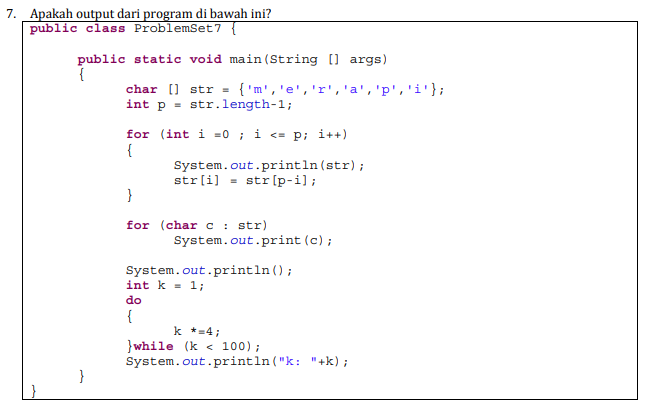 7. Apakah output dari program di bawah ini?
public class ProblemSet7 {
public static void main(String [] args)
{
char [] str = {'m','e','r','a','p','i'};
int p = str.length-1;
for (int i =0 ; i <= p; i++)
{
System.out.println(str);
str[i] = str[p-i];
}
for (char c : str)
System.out.print(c);
System.out.println();
int k = 1;
do
{
k *=4;
}while (k < 100);
System.out.println("k: "+k);
}
}